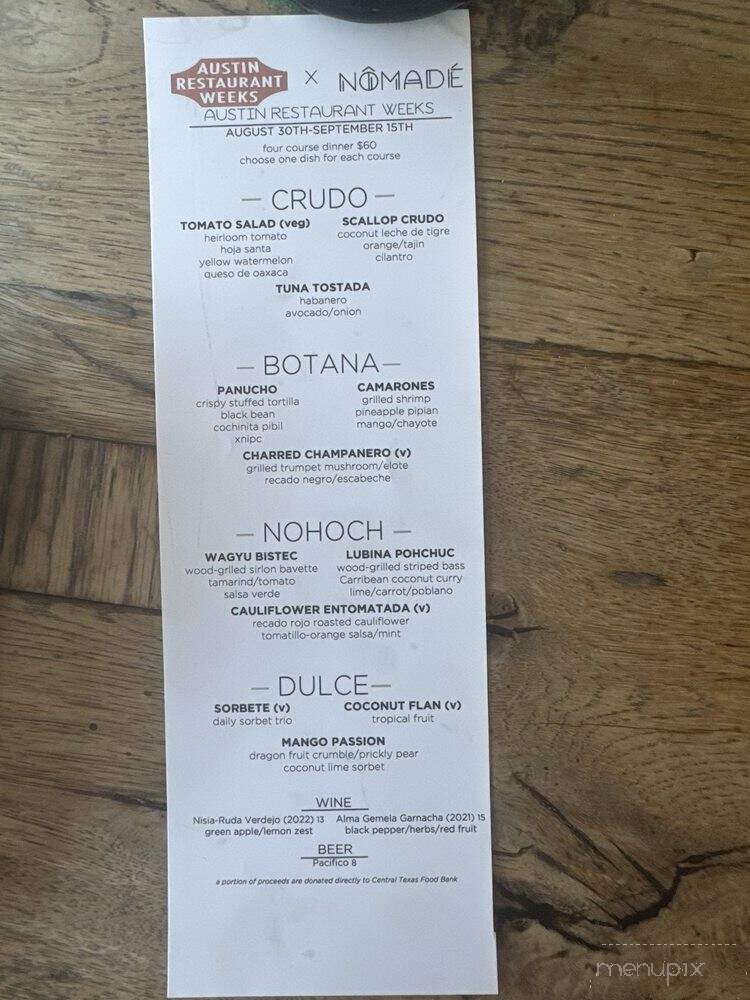 AUSTIN
RESTAURANT
WEEKS
X NÔMADÉ
AUSTIN RESTAURANT WEEKS
AUGUST 30TH-SEPTEMBER 15TH
four course dinner $60
choose one dish for each course
— CRUDO —
TOMATO SALAD (veg)
heirloom tomato
hoja santa
yellow watermelon
queso de oaxaca
SCALLOP CRUDO
coconut leche de tigre
orange/tajin
cilantro
TUNA TOSTADA
habanero
avocado/onion
— BOTANA—
PANUCHO
crispy stuffed tortilla
black bean
cochinita pibil
xnipc
CAMARONES
grilled shrimp
pineapple pipian
mango/chayote
CHARRED CHAMPANERO (v)
grilled trumpet mushroom/elote
recado negro/escabeche
— NOHOCH —
WAGYU BISTEC
wood-grlled sirlon bavette
tamarind/tomato
salsa verde
LUBINA POHCHUC
wood-grilled striped bass
Carribean coconut curry
lime/carrot/poblano
CAULIFLOWER ENTOMATADA (v)
recado rojo roasted cauliflower
tomatillo-orange salsa/mint
— DULCE—
SORBETE (v)
daily sorbet trio
COCONUT FLAN (v)
tropical fruit
MANGO PASSION
dragon fruit crumble/prickly pear
coconut lime sorbet
WINE
Nisia-Ruda Verdejo (2022) 13
green apple/lemon zest
Alma Gemela Garnacha (2021) 15
black pepper/herbs/red fruit
BEER
Pacifico 8
a portion of proceeds are donated directly to Central Texas Food Bank
menupix